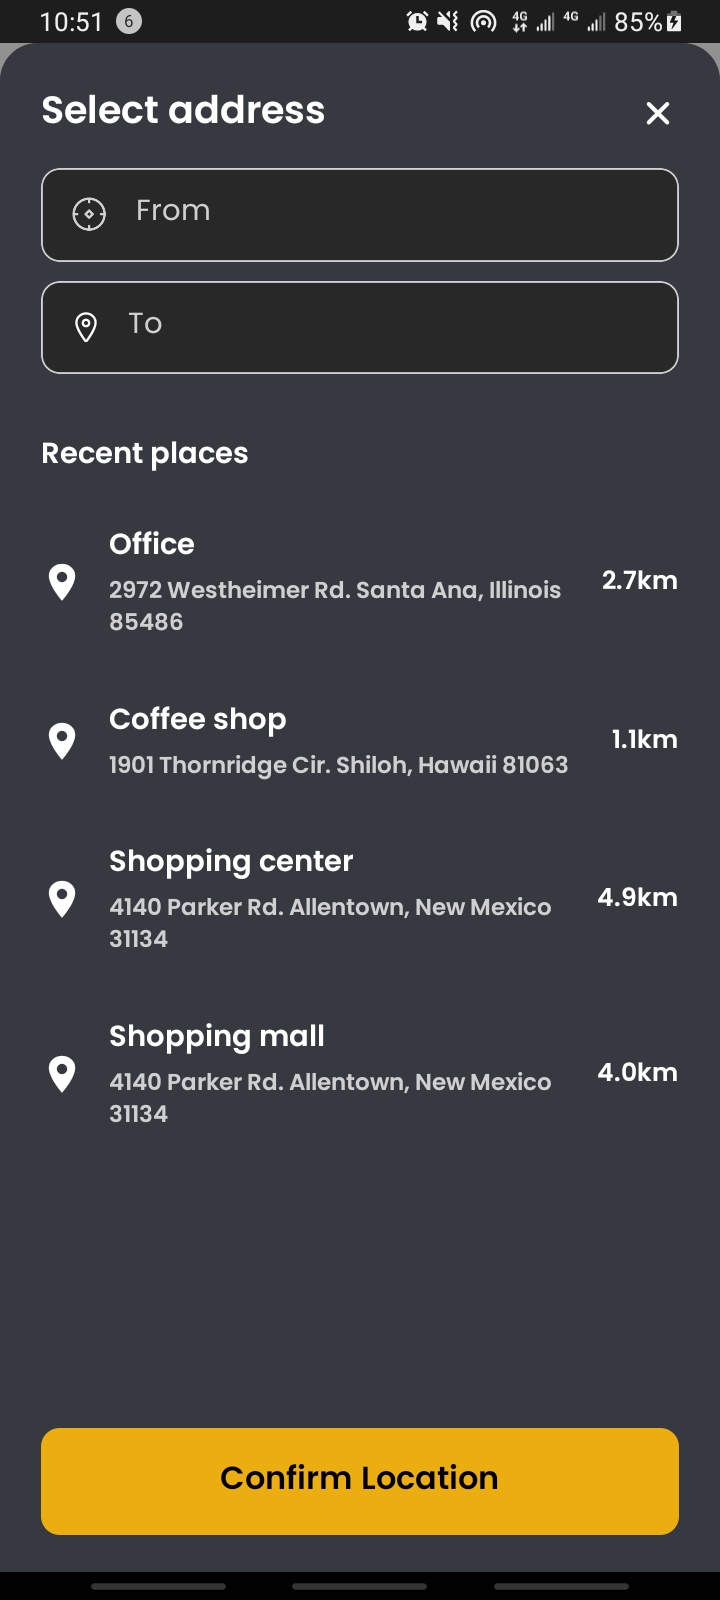 10:51 6 4G 4G 85%
Select address
From
To
Recent places
Office
2972 Westheimer Rd. Santa Ana, Illinois
85486
2.7km
Coffee shop
1901 Thornridge Cir. Shiloh, Hawaii 81063
1.1km
Shopping center
4140 Parker Rd. Allentown, New Mexico
31134
4.9km
Shopping mall
4140 Parker Rd. Allentown, New Mexico
31134
4.0km
Confirm Location